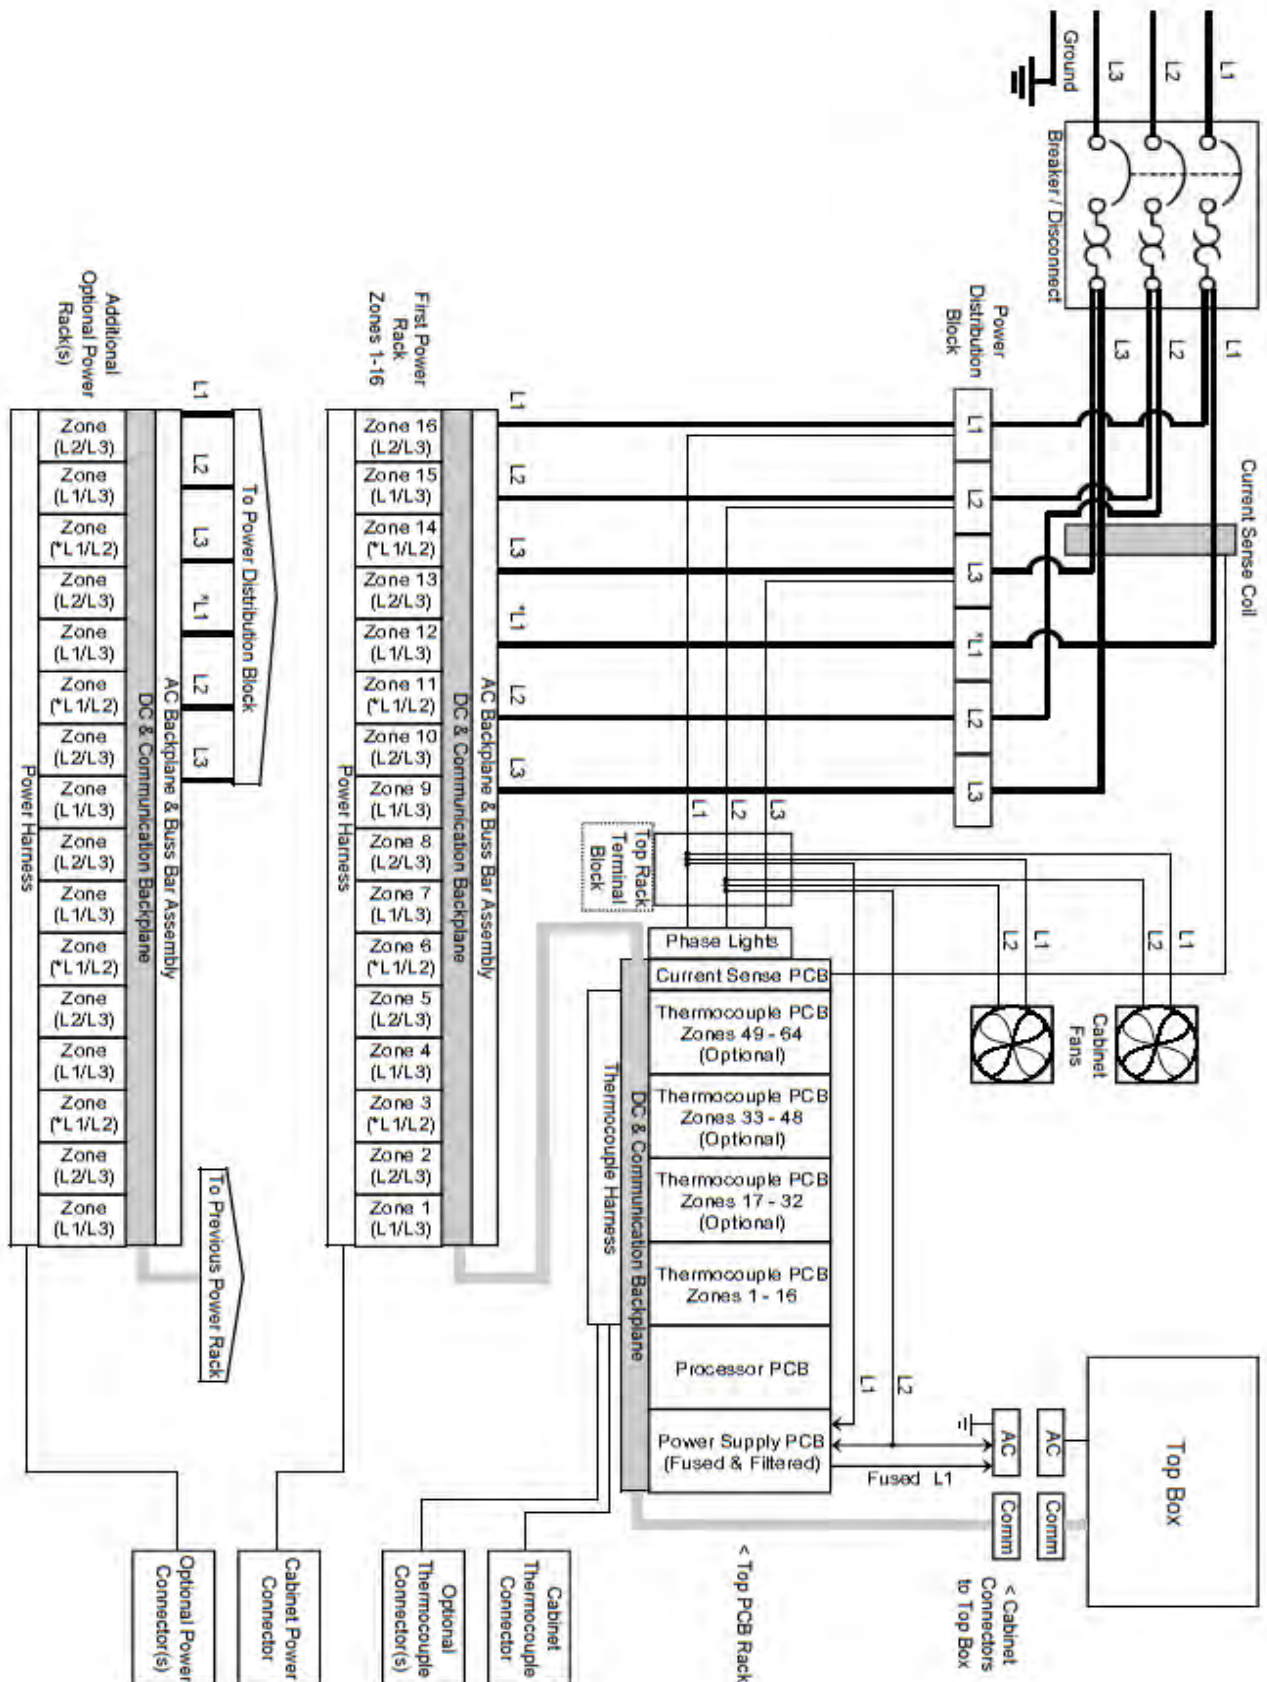 Ground
L3
L2
L1
Breaker / Disconnect
L3
L2
L1
Power
Distribution
Block
L1
L2
L3
*L1
L2
L3
Current Sense Coil
First Power
Rack
Zones 1-16
L1
L2
L3
*L1
L2
L3
Zone 16
(L2/L3)
Zone 15
(L1/L3)
Zone 14
(*L1/L2)
Zone 13
(L2/L3)
Zone 12
(L1/L3)
Zone 11
(*L1/L2)
Zone 10
(L2/L3)
Zone 9
(L1/L3)
Zone 8
(L2/L3)
Zone 7
(L1/L3)
Zone 6
(*L1/L2)
Zone 5
(L2/L3)
Zone 4
(L1/L3)
Zone 3
(*L1/L2)
Zone 2
(L2/L3)
Zone 1
(L1/L3)
AC Backplane & Buss Bar Assembly
DC & Communication Backplane
Power Harness
Additional
Optional Power
Rack(s)
L1
L2
L3
*L1
L2
L3
To Power Distribution Block
Zone
(L2/L3)
Zone
(L1/L3)
Zone
(*L1/L2)
Zone
(L2/L3)
Zone
(L1/L3)
Zone
(*L1/L2)
Zone
(L2/L3)
Zone
(L1/L3)
Zone
(L2/L3)
Zone
(L1/L3)
Zone
(*L1/L2)
Zone
(L2/L3)
Zone
(L1/L3)
Zone
(*L1/L2)
Zone
(L2/L3)
Zone
(L1/L3)
AC Backplane & Buss Bar Assembly
DC & Communication Backplane
Power Harness
To Previous Power Rack
L1
L2
L3
Top Rack
Terminal
Block
L2
L1
L2
L1
Cabinet
Fans
Phase Lights
Current Sense PCB
Thermocouple PCB
Zones 49 - 64
(Optional)
Thermocouple PCB
Zones 33 - 48
(Optional)
Thermocouple PCB
Zones 17 - 32
(Optional)
Thermocouple PCB
Zones 1 - 16
Processor PCB
Power Supply PCB
(Fused & Filtered)
DC & Communication Backplane
Thermocouple Harness
L1
L2
Fused L1
AC
AC
Comm
Comm
Top Box
< Cabinet
Connectors
to Top Box
< Top PCB Rack
Cabinet
Thermocouple
Connector
Optional
Thermocouple
Connector(s)
Cabinet Power
Connector
Optional Power
Connector(s)